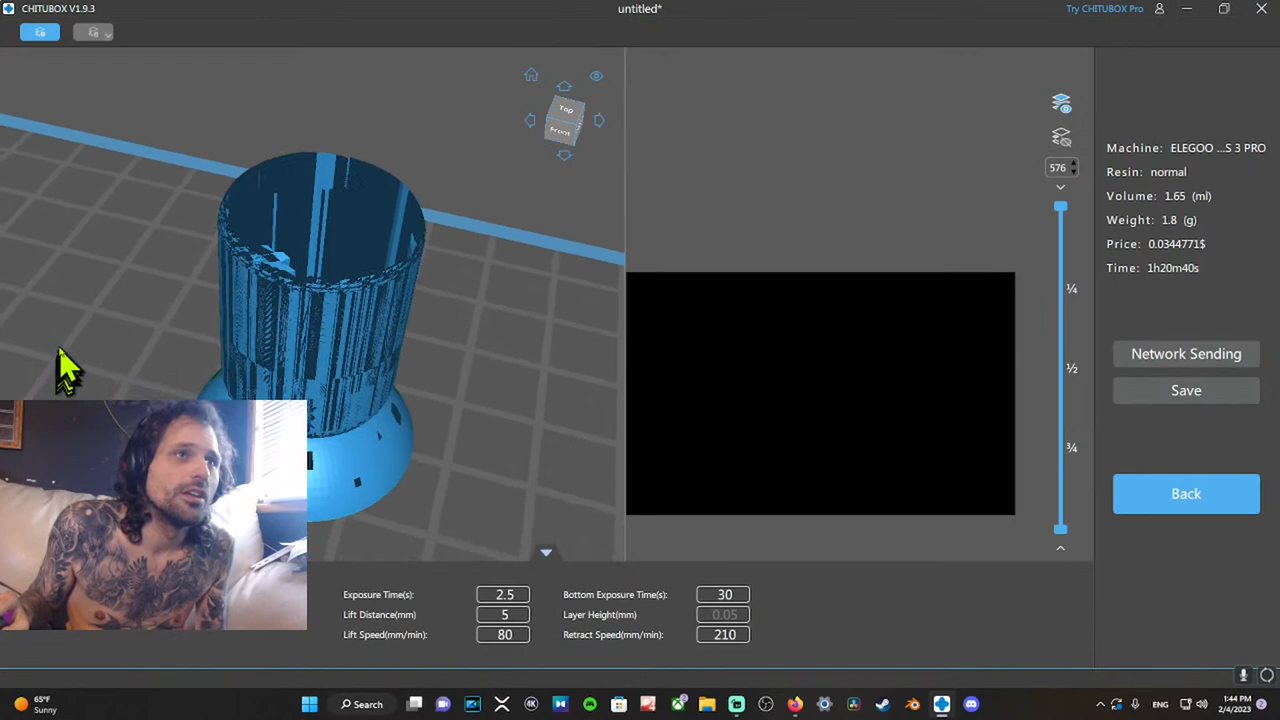 CHITUBOX V1.9.3
untitled*
Try CHITUBOX Pro
Top
Front
576
¼
½
¾
Machine: ELEGOO ...S 3 PRO
Resin: normal
Volume: 1.65 (ml)
Weight: 1.8 (g)
Price: 0.0344771$
Time: 1h20m40s
Network Sending
Save
Back
Exposure Time(s): 2.5
Bottom Exposure Time(s): 30
Lift Distance(mm) 5
Layer Height(mm) 0.05
Lift Speed(mm/min): 80
Retract Speed(mm/min): 210
65°F
Sunny
Search
4K
ENG
1:44 PM
2/4/2023